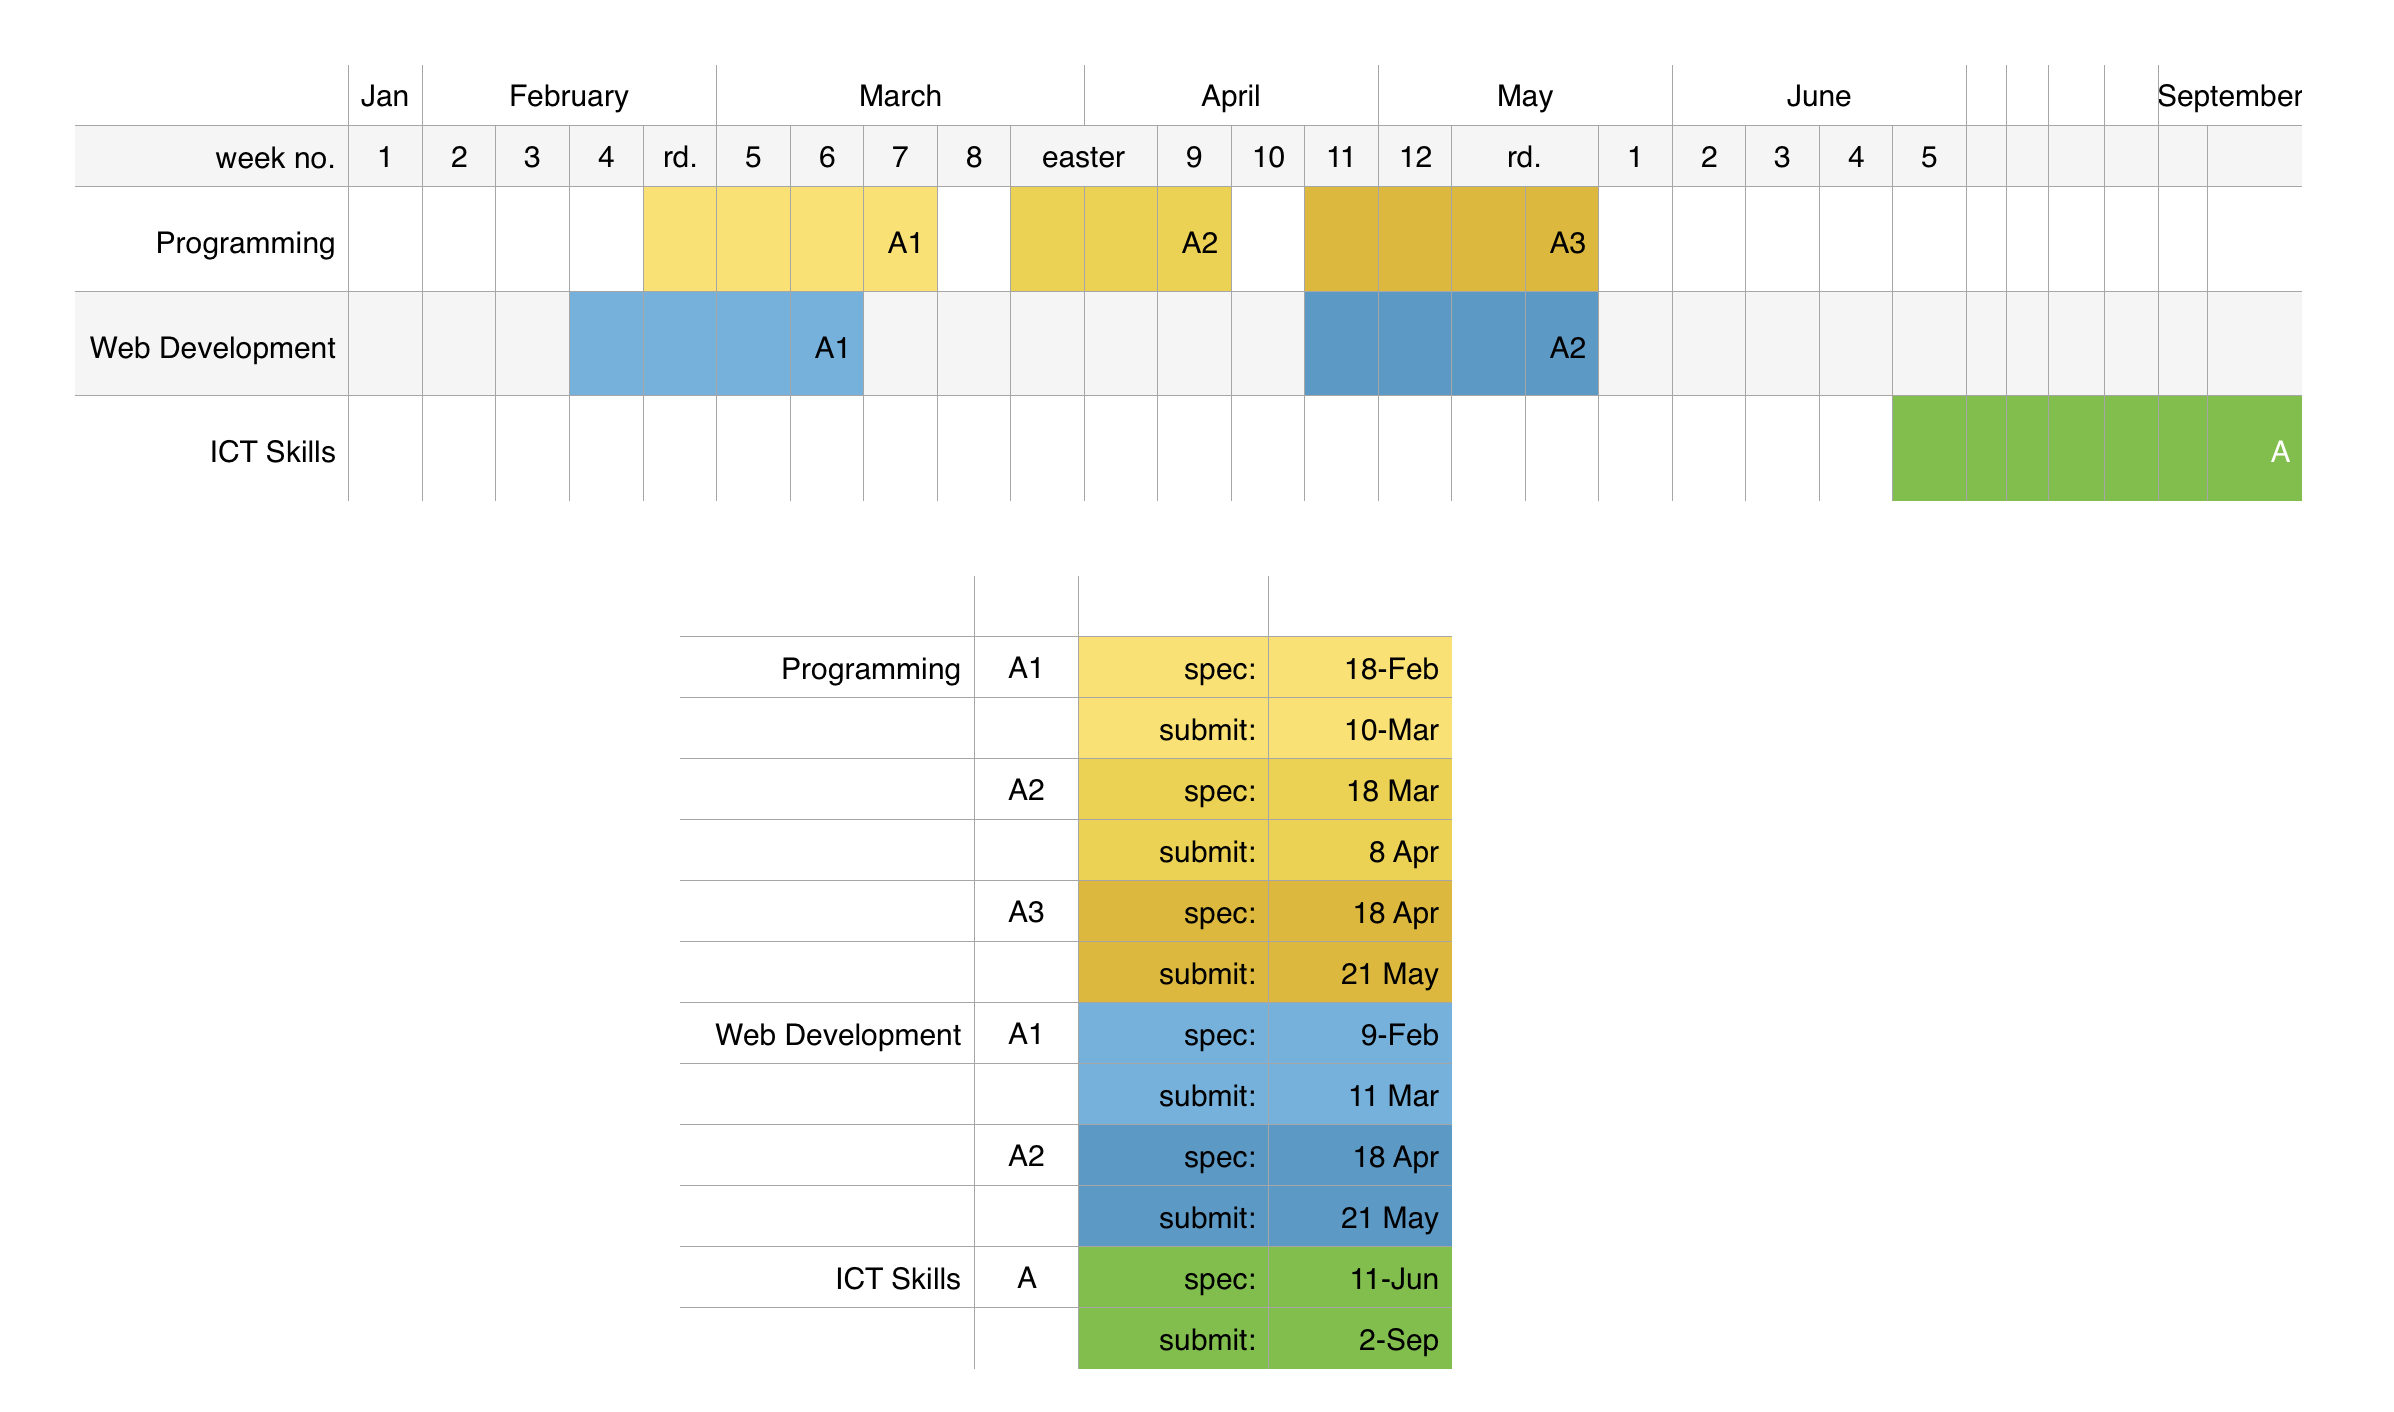 Jan February March April May June September
week no. 1 2 3 4 rd. 5 6 7 8 easter 9 10 11 12 rd. 1 2 3 4 5
Programming A1 A2 A3
Web Development A1 A2
ICT Skills A
Programming A1 spec: 18-Feb
submit: 10-Mar
A2 spec: 18 Mar
submit: 8 Apr
A3 spec: 18 Apr
submit: 21 May
Web Development A1 spec: 9-Feb
submit: 11 Mar
A2 spec: 18 Apr
submit: 21 May
ICT Skills A spec: 11-Jun
submit: 2-Sep